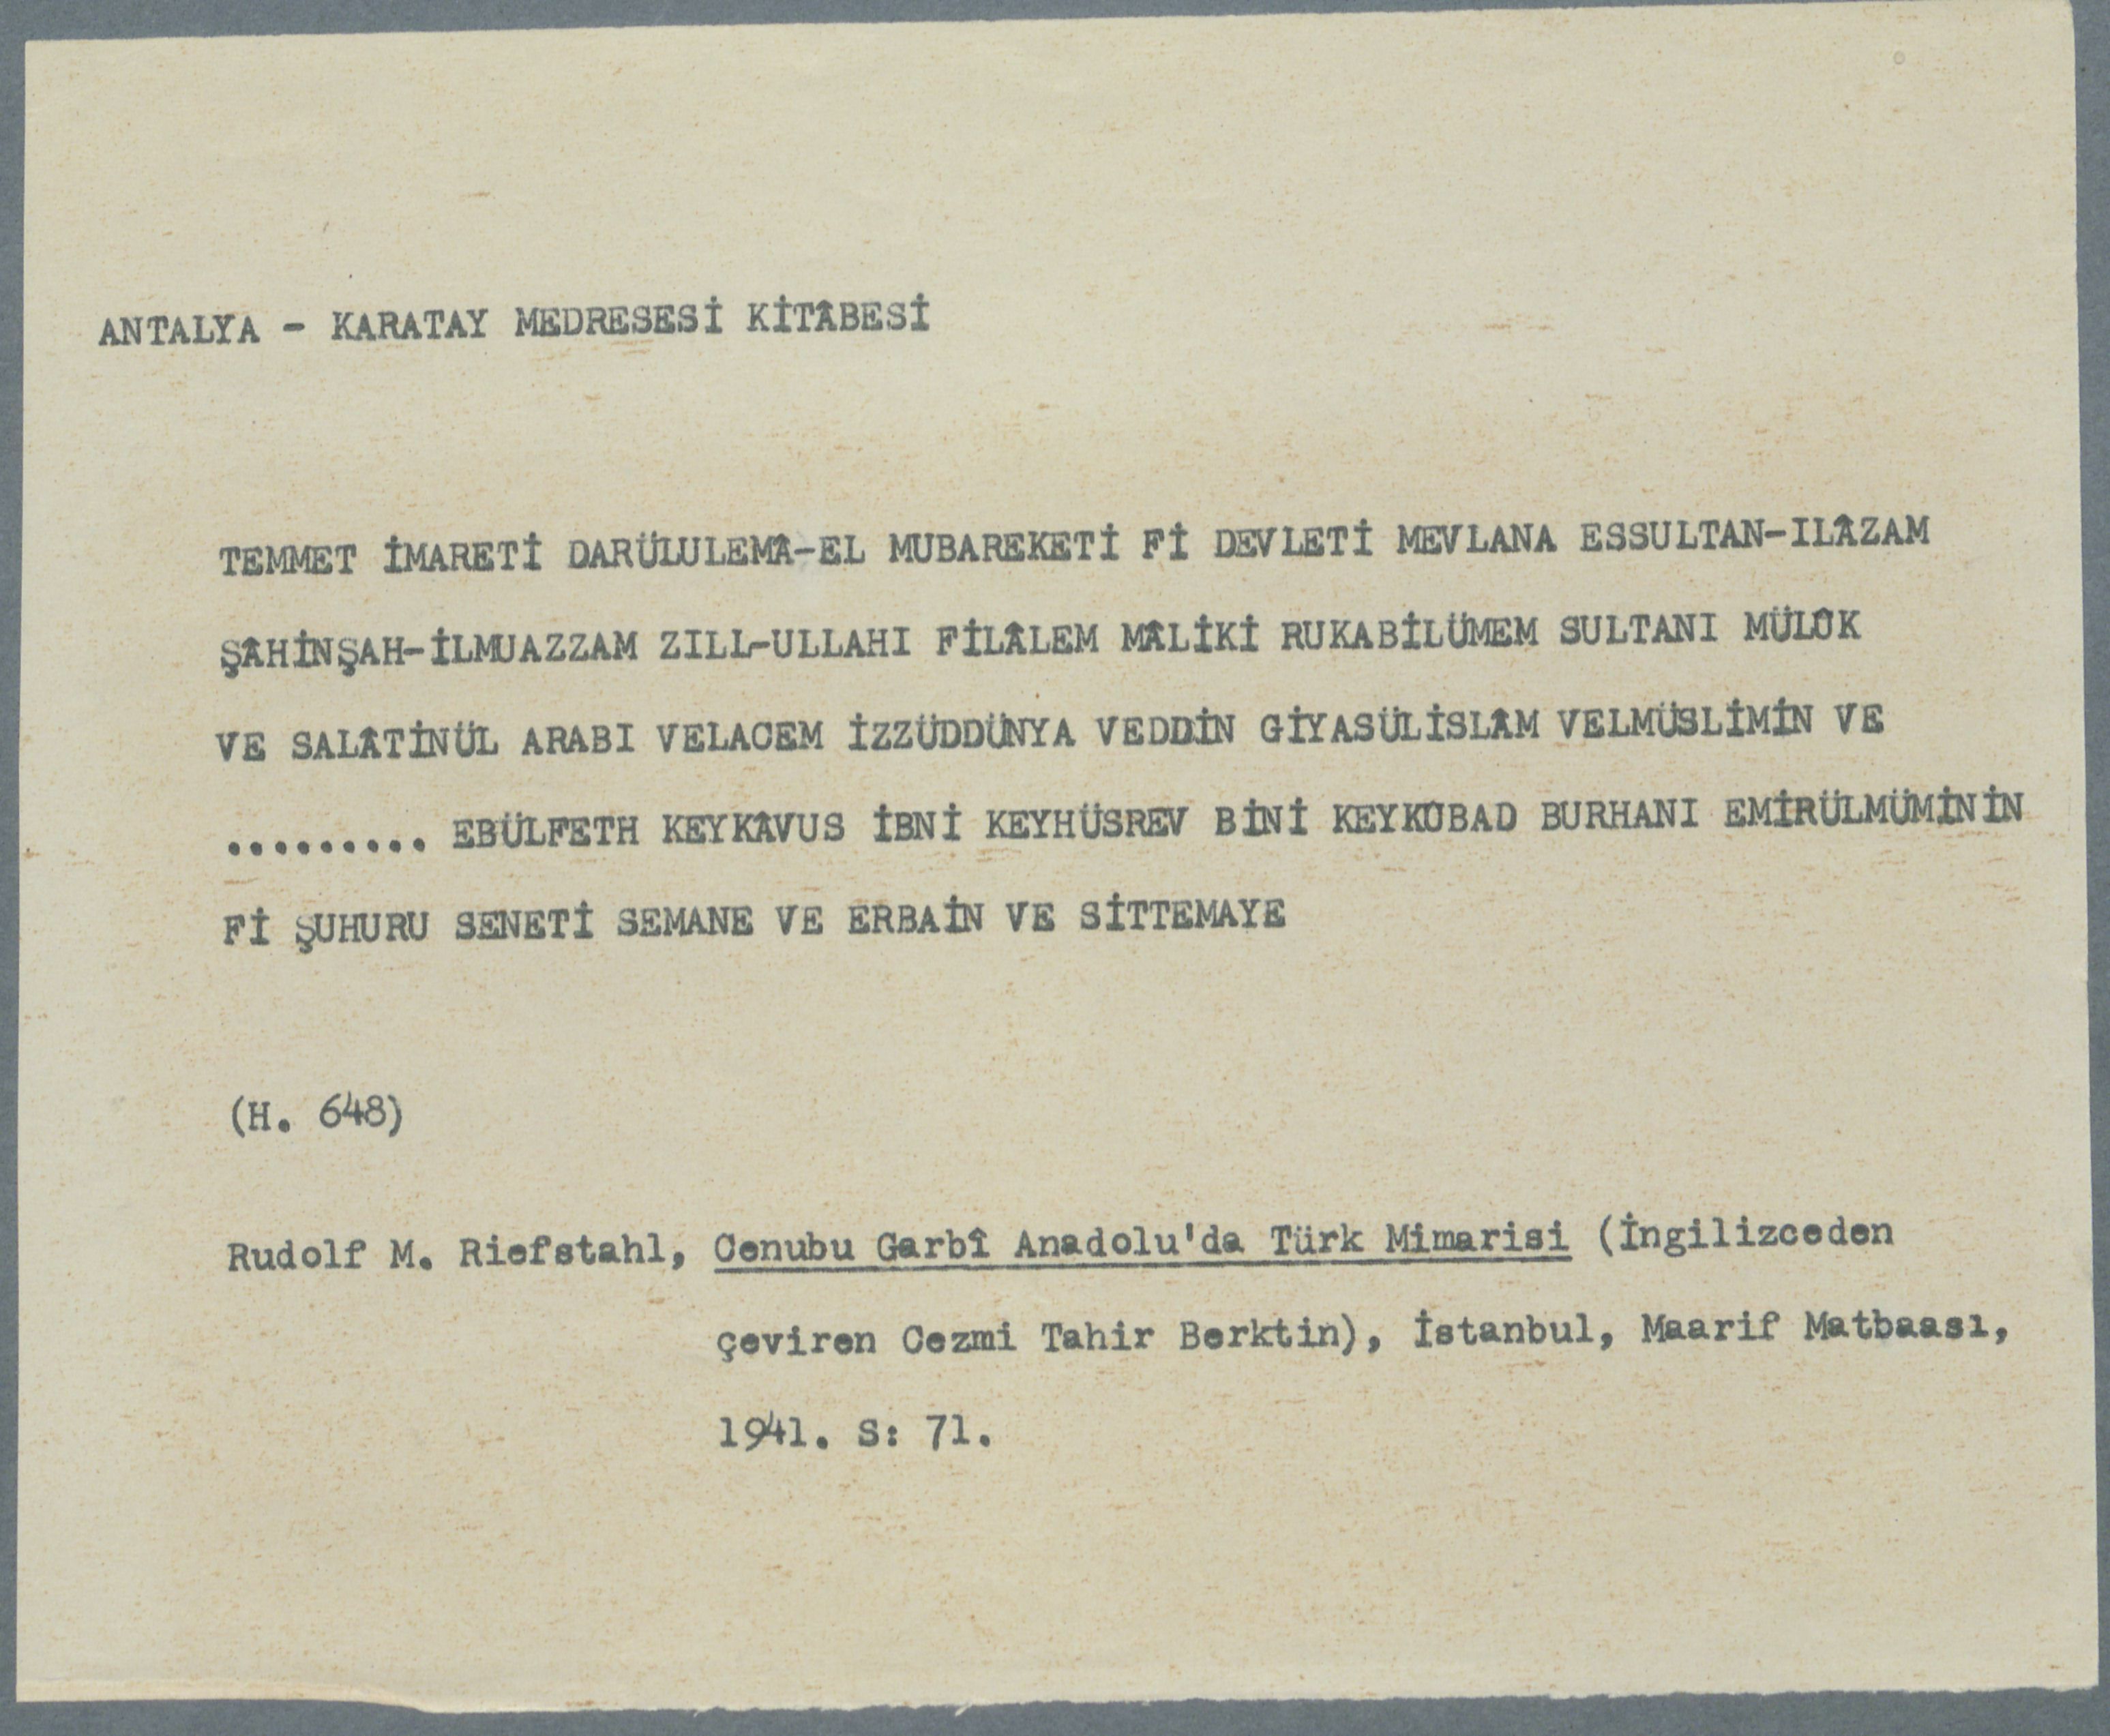 ANTALYA - KARATAY MEDRESESİ KİTÂBESİ
TEMMET İMARETİ DARÜLULEMÂ-EL MUBAREKETİ Fİ DEVLETİ MEVLANA ESSULTAN-ILÂZAM
ŞÂHİNŞAH-İLMUAZZAM ZILL-ULLAHI FİLÂLEM MÂLİKİ RUKABİLÜMEM SULTANI MÜLÛK
VE SALÂTİNÜL ARABI VELACEM İZZÜDDÜNYA VEDDİN GİYASÜLİSLÂM VELMÜSLİMİN VE
......... EBÜLFETH KEYKÂVUS İBNİ KEYHÜSREV BİNİ KEYKUBAD BURHANI EMİRÜLMÜMİNİN
Fİ ŞUHURU SENETİ SEMANE VE ERBAİN VE SİTTEMAYE
(H. 648)
Rudolf M. Riefstahl, Cenubu Garbî Anadolu'da Türk Mimarisi (İngilizceden
çeviren Cezmi Tahir Berktin), İstanbul, Maarif Matbaası,
1941. S: 71.